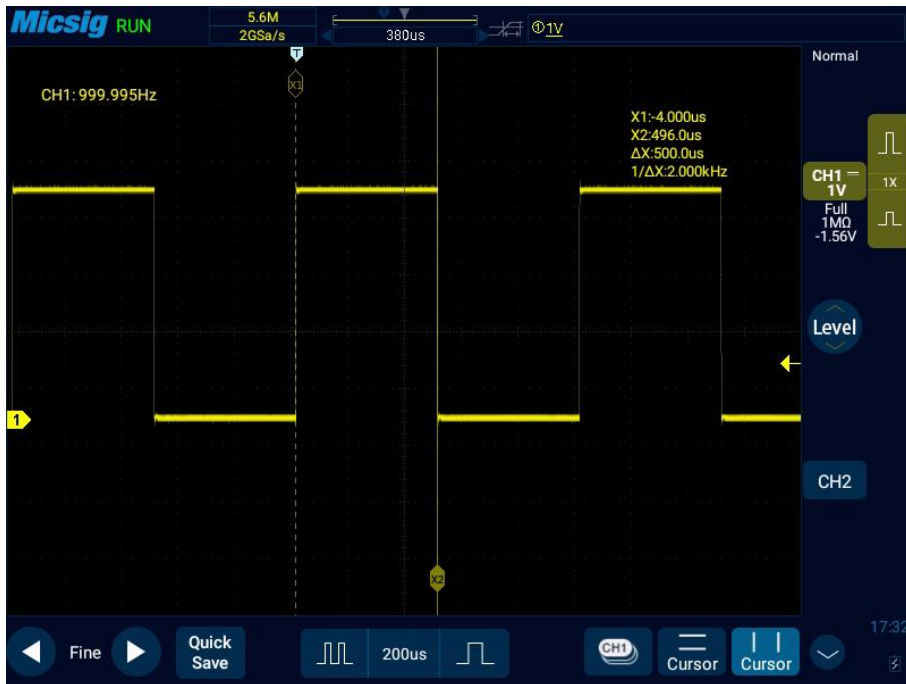 Micsig RUN
5.6M
2GSa/s
380us
①1V
T
X1
Normal
CH1: 999.995Hz
X1:-4.000us
X2:496.0us
ΔX:500.0us
1/ΔX:2.000kHz
CH1
1V
1X
Full
1MΩ
-1.56V
Level
1
CH2
X2
17:32
Fine
Quick
Save
200us
CH1
Cursor
Cursor